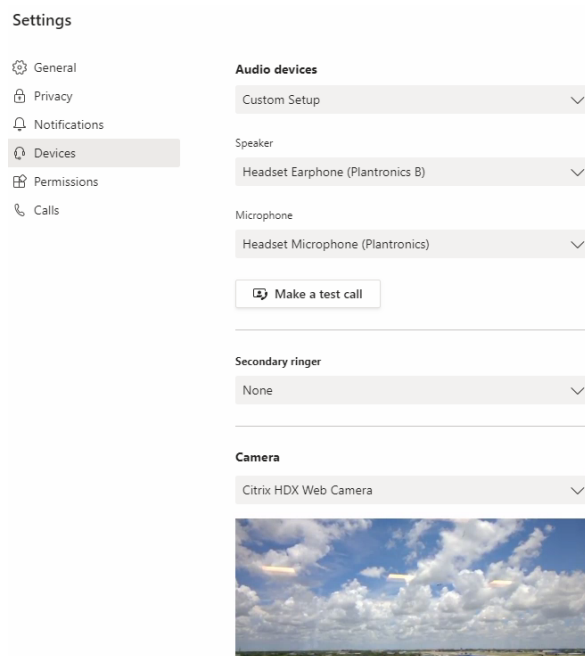 Settings
General
Privacy
Notifications
Devices
Permissions
Calls
Audio devices
Custom Setup
Speaker
Headset Earphone (Plantronics B)
Microphone
Headset Microphone (Plantronics)
Make a test call
Secondary ringer
None
Camera
Citrix HDX Web Camera